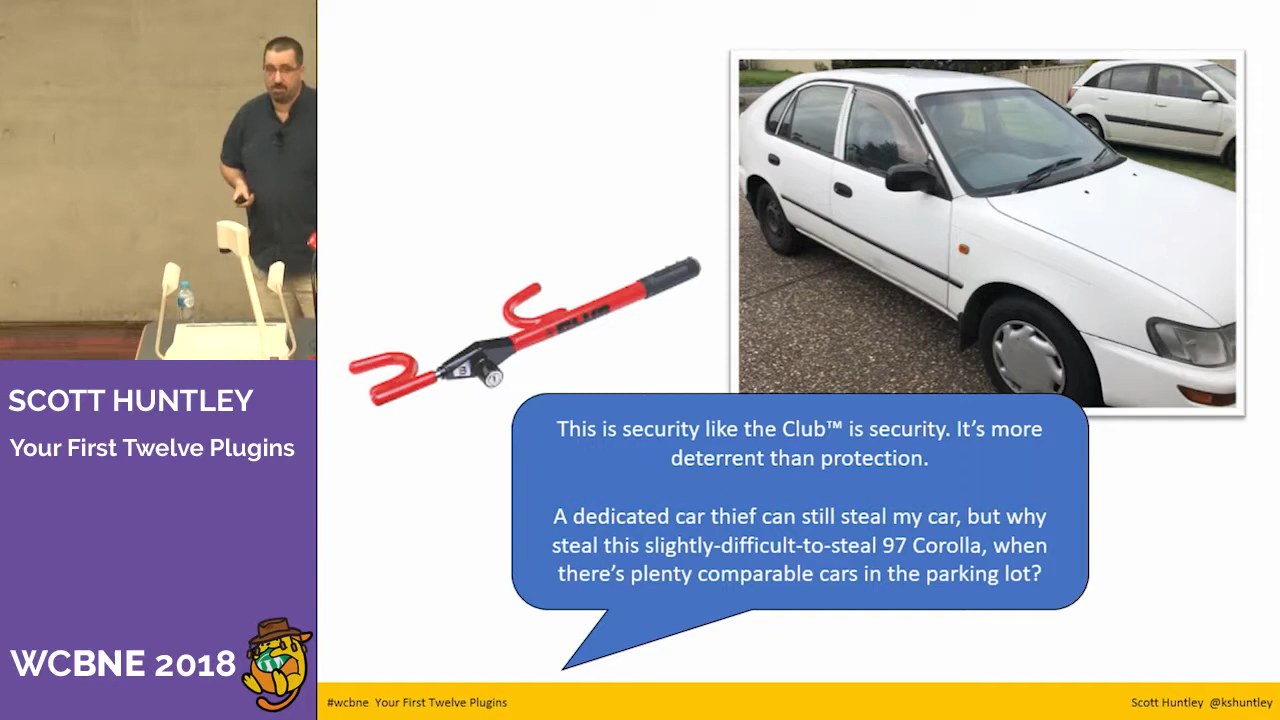 SCOTT HUNTLEY
Your First Twelve Plugins
WCBNE 2018
CLUB
This is security like the Club™ is security. It’s more
deterrent than protection.
A dedicated car thief can still steal my car, but why
steal this slightly-difficult-to-steal 97 Corolla, when
there’s plenty comparable cars in the parking lot?
#wcbne Your First Twelve Plugins
Scott Huntley @kshuntley